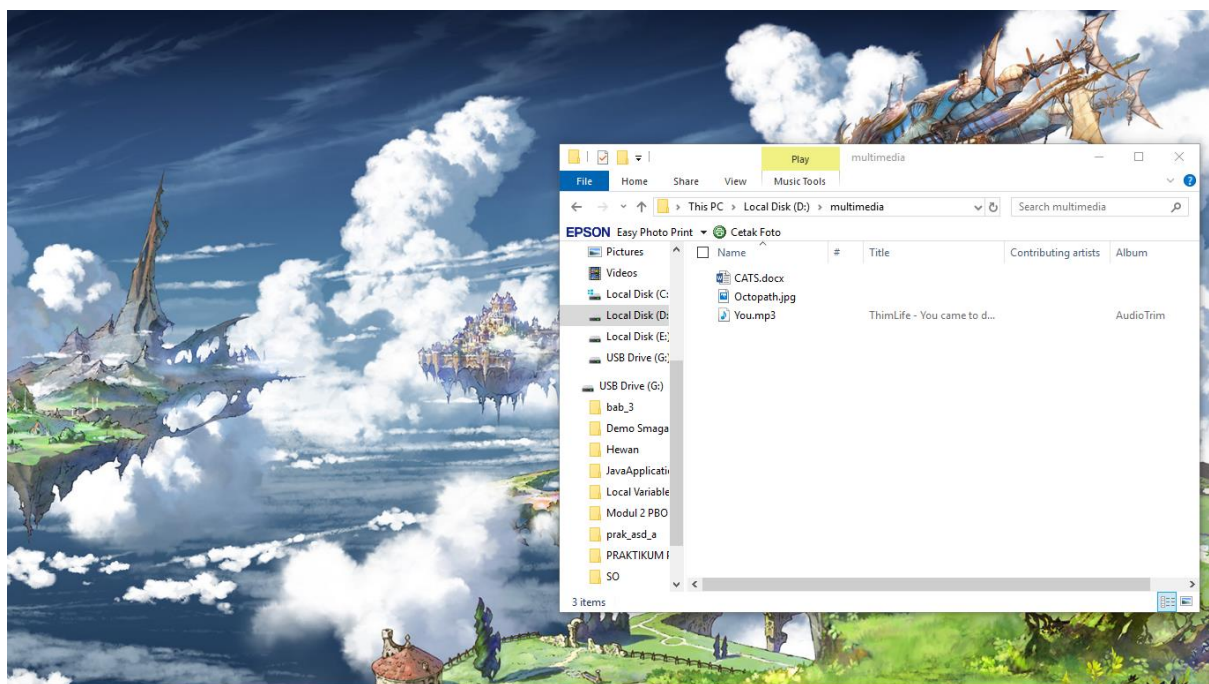 Play multimedia
File Home Share View Music Tools
This PC > Local Disk (D:) > multimedia Search multimedia
EPSON Easy Photo Print Cetak Foto
Name # Title Contributing artists Album
Pictures
Videos
Local Disk (C:
Local Disk (D:
Local Disk (E:)
USB Drive (G:)
USB Drive (G:)
bab_3
Demo Smaga
Hewan
JavaApplicati
Local Variable
Modul 2 PBO
prak_asd_a
PRAKTIKUM P
SO
CATS.docx
Octopath.jpg
You.mp3 ThimLife - You came to d... AudioTrim
3 items